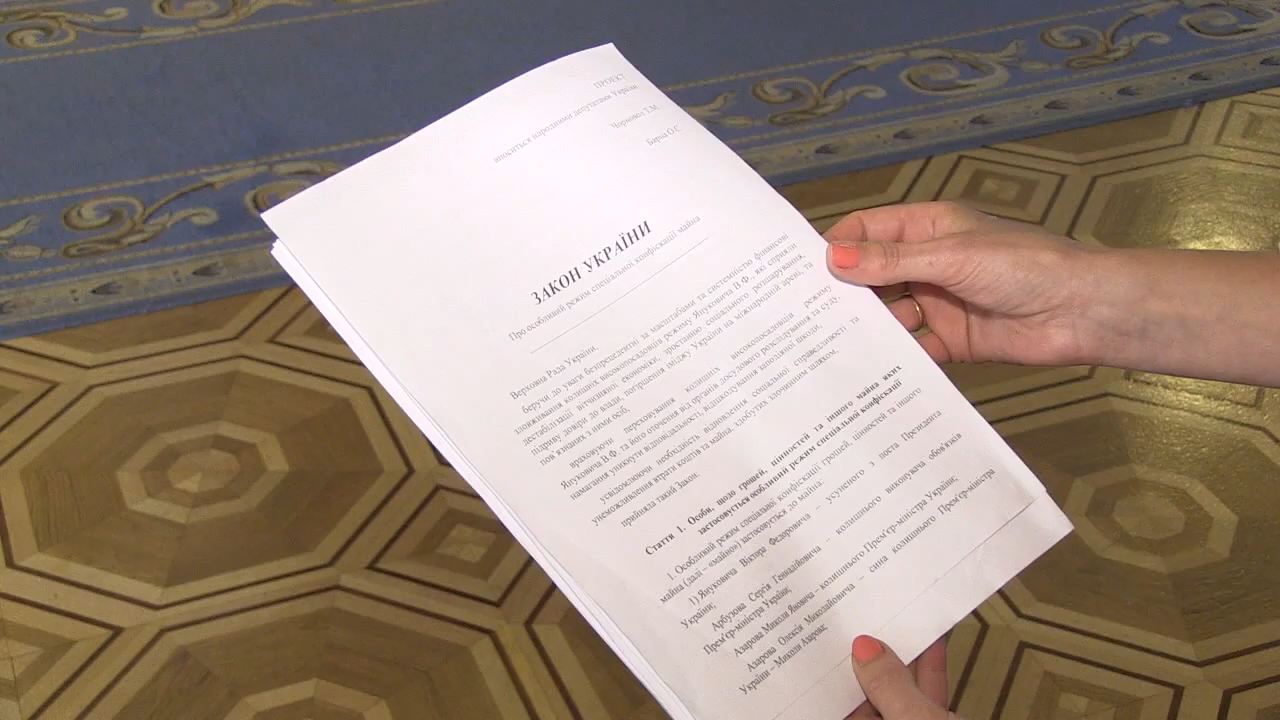 ПРОЕКТ
вноситься народними депутатами України
Чорновол Т.М.
Барна О.С.
ЗАКОН УКРАЇНИ
Про особливий режим спеціальної конфіскації майна
Верховна Рада України,
беручи до уваги безпрецедентні за масштабами та системністю фінансові
зловживання колишніх високопосадовців режиму Януковича В.Ф., які сприяли
дестабілізації вітчизняної економіки, зростанню соціального розшарування,
підриву довіри до влади, погіршення іміджу України на міжнародній арені, та
пов'язаних з ними осіб,
враховуючи переховування колишніх високопосадовців режиму
Януковича В.Ф. та його оточення від органів досудового розслідування та суду,
намагання уникнути відповідальності, відшкодування заподіяної шкоди,
усвідомлюючи необхідність відновлення соціальної справедливості та
унеможливлення втрати коштів та майна, здобутих злочинним шляхом,
прийняла такий Закон.
Стаття 1. Особи, щодо грошей, цінностей та іншого майна яких
застосовується особливий режим спеціальної конфіскації
1. Особливий режим спеціальної конфіскації грошей, цінностей та іншого
майна (далі – «майно») застосовується до майна:
1) Януковича Віктора Федоровича – усуненого з поста Президента
України;
Арбузова Сергія Геннадійовича – колишнього виконувача обов'язків
Прем'єр-міністра України;
Азарова Миколи Яновича – колишнього Прем'єр-міністра України;
Азарова Олексія Миколайовича – сина колишнього Прем'єр-міністра
України – Миколи Азарова;